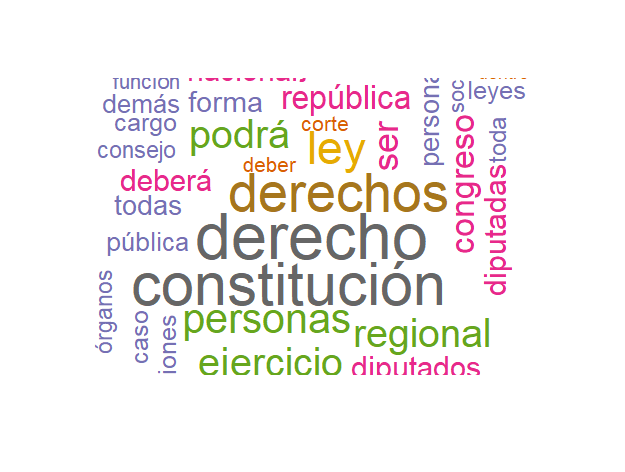 función
demás
forma
república
leyes
cargo
podrá
corte
ley
ser
persona
soc
toda
consejo
deber
congreso
deberá
derechos
diputadas
todas
derecho
pública
constitución
órganos
caso
iones
personas
regional
ejercicio
diputados